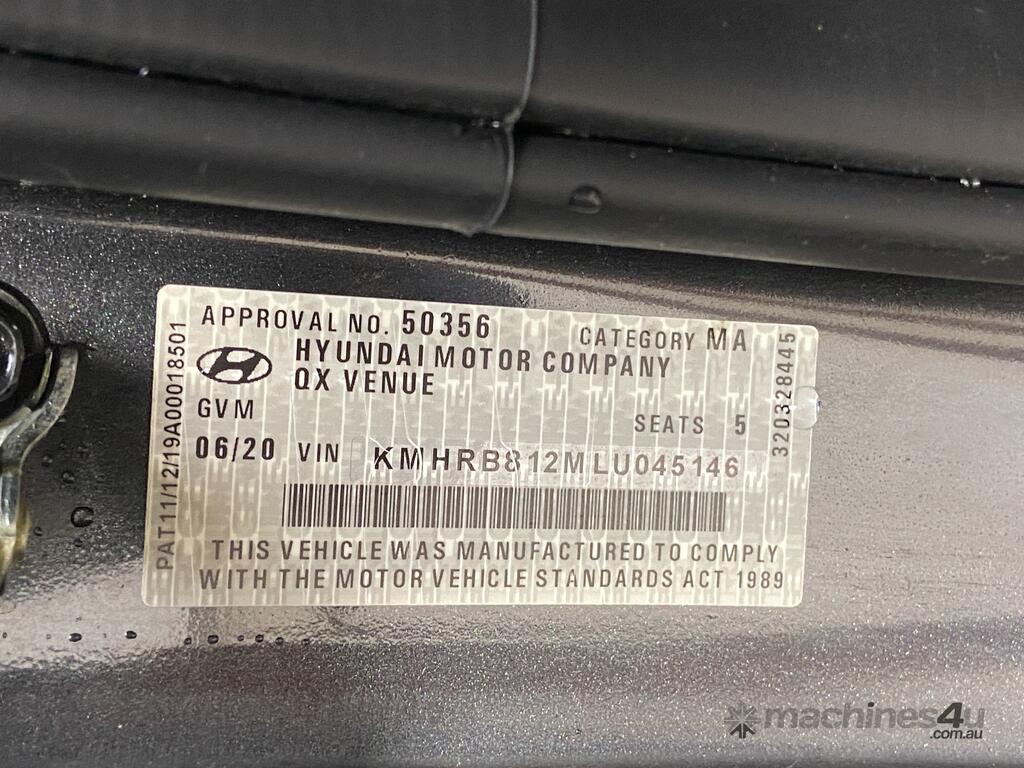 APPROVAL NO. 50356
CATEGORY MA
HYUNDAI MOTOR COMPANY
QX VENUE
GVM
SEATS 5
06/20 VIN KMHRB812MLU045146
THIS VEHICLE WAS MANUFACTURED TO COMPLY
WITH THE MOTOR VEHICLE STANDARDS ACT 1989
PAT11/12/19A00018501
320328445
machines4u
.com.au